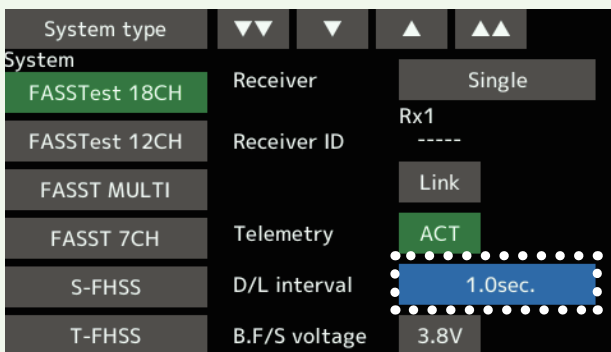 System type ▼▼ ▼ ▲ ▲▲
System
FASSTest 18CH
FASSTest 12CH
FASST MULTI
FASST 7CH
S-FHSS
T-FHSS
Receiver Single
Rx1
Receiver ID -----
Link
Telemetry ACT
D/L interval 1.0sec.
B.F/S voltage 3.8V